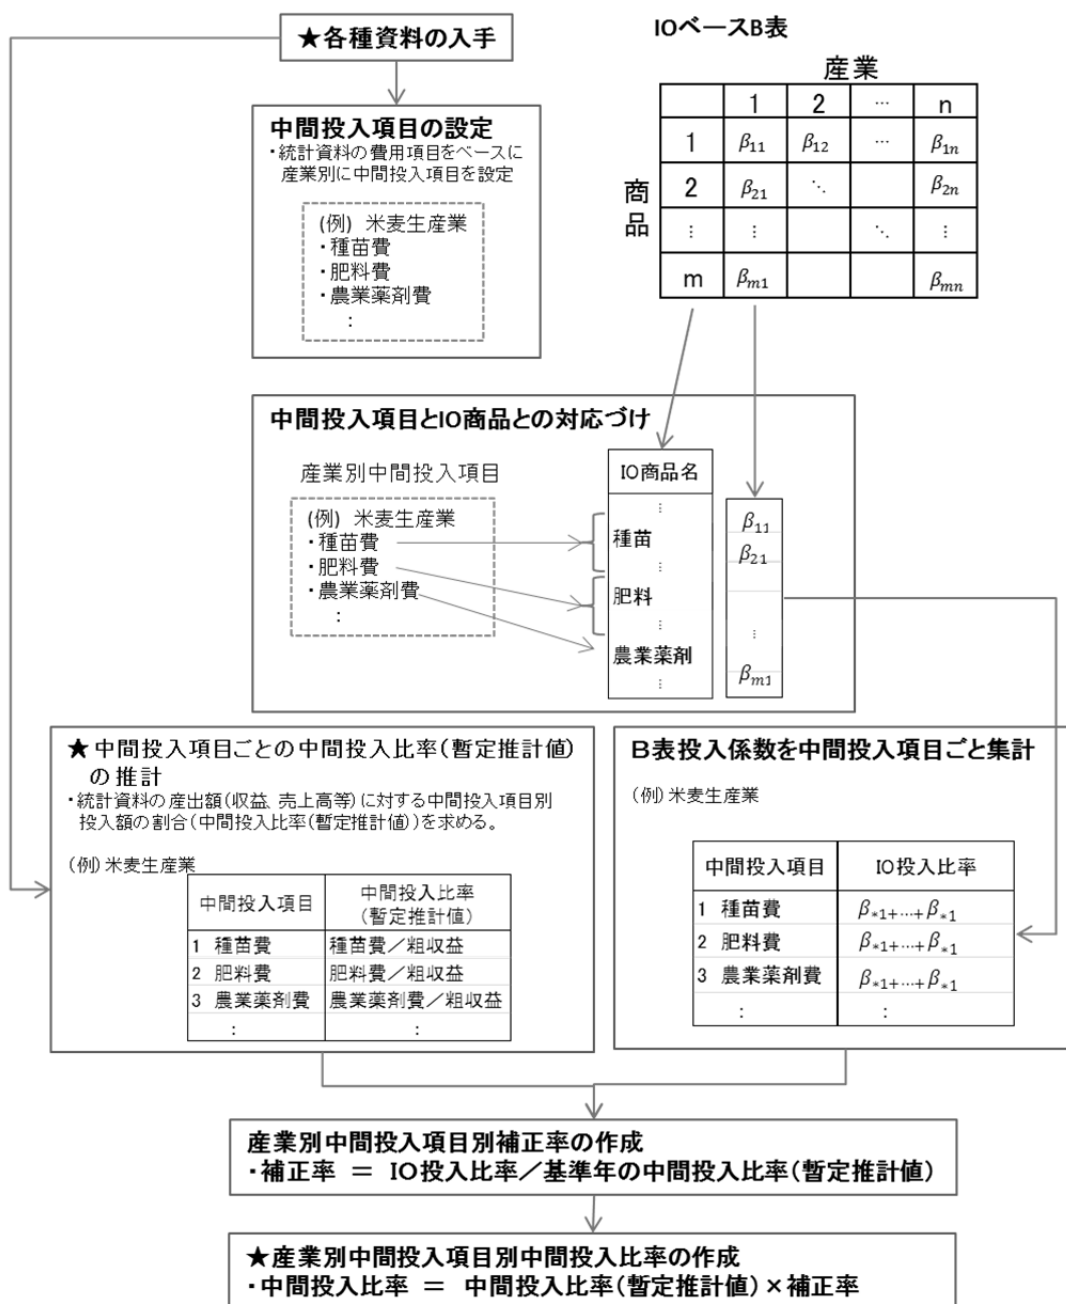 ★各種資料の入手
IOベースB表
産業
1 2 … n
1 β11 β12 … β1n
商品
2 β21 ⋱ β2n
⋮ ⋮ ⋱ ⋮
m βm1 βmn
中間投入項目の設定
・統計資料の費用項目をベースに
産業別に中間投入項目を設定
(例) 米麦生産業
・種苗費
・肥料費
・農業薬剤費
:
中間投入項目とIO商品との対応づけ
産業別中間投入項目
(例) 米麦生産業
・種苗費
・肥料費
・農業薬剤費
:
IO商品名
⋮
種苗
⋮
肥料
⋮
農業薬剤
⋮
β11
β21
⋮
βm1
★中間投入項目ごとの中間投入比率(暫定推計値)
の推計
・統計資料の産出額(収益、売上高等)に対する中間投入項目別
投入額の割合(中間投入比率(暫定推計値))を求める。
(例) 米麦生産業
中間投入項目 中間投入比率
(暫定推計値)
1 種苗費 種苗費／粗収益
2 肥料費 肥料費／粗収益
3 農業薬剤費 農業薬剤費／粗収益
: :
B表投入係数を中間投入項目ごと集計
(例) 米麦生産業
中間投入項目 IO投入比率
1 種苗費 β*1+…+β*1
2 肥料費 β*1+…+β*1
3 農業薬剤費 β*1+…+β*1
: :
産業別中間投入項目別補正率の作成
・補正率 ＝ IO投入比率／基準年の中間投入比率(暫定推計値)
★産業別中間投入項目別中間投入比率の作成
・中間投入比率 ＝ 中間投入比率(暫定推計値)×補正率